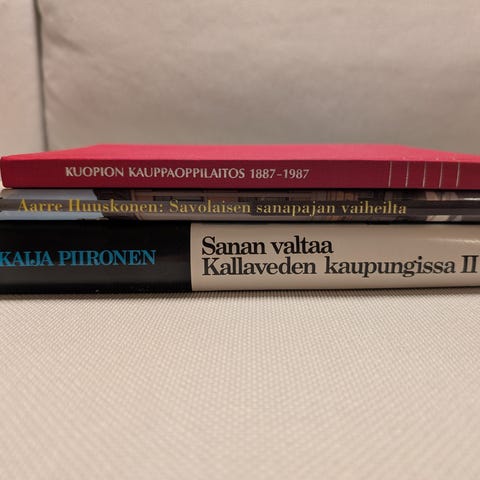 KUOPION KAUPPAOPPILAITOS 1887-1987
Aarre Huuskonen: Savolaisen sanapajan vaiheilta
KAIJA PIIRONEN
Sanan valtaa
Kallaveden kaupungissa II